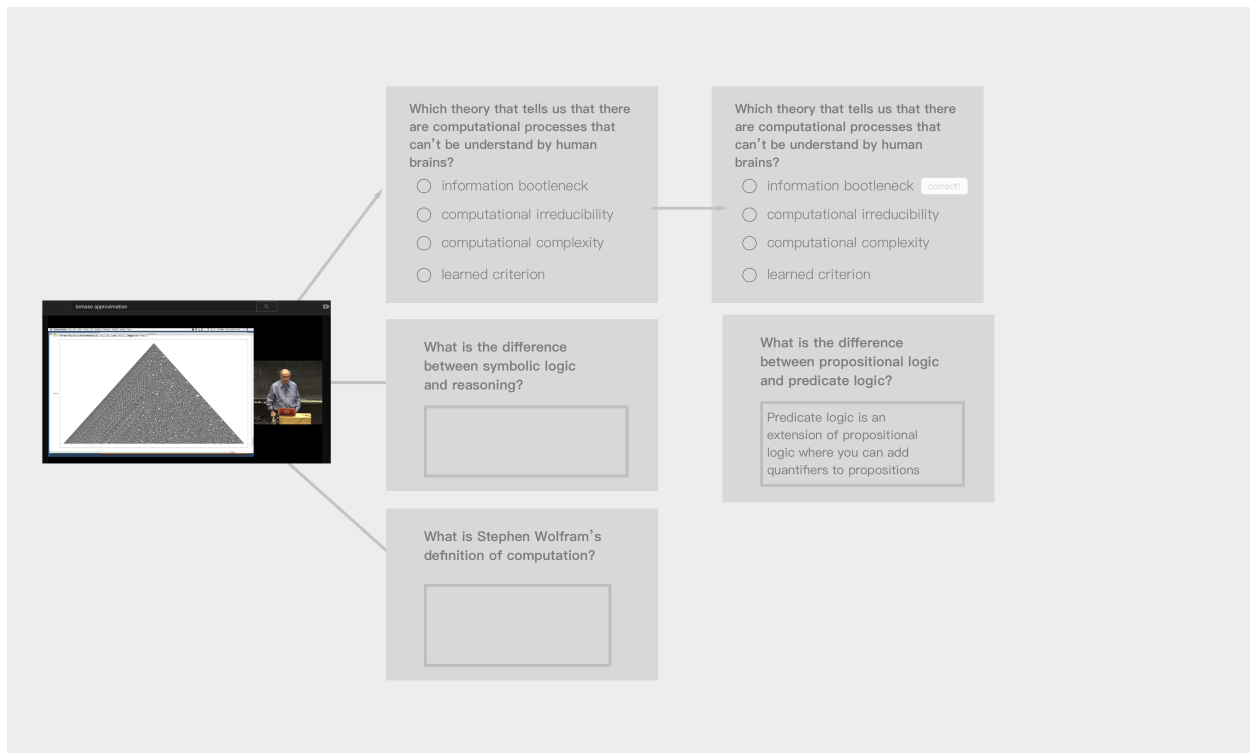 Which theory that tells us that there
are computational processes that
can't be understand by human
brains?
information bootleneck
computational irreducibility
computational complexity
learned criterion
Which theory that tells us that there
are computational processes that
can't be understand by human
brains?
information bootleneck correct!
computational irreducibility
computational complexity
learned criterion
tomaso approximation
What is the difference
between symbolic logic
and reasoning?
What is the difference
between propositional logic
and predicate logic?
Predicate logic is an
extension of propositional
logic where you can add
quantifiers to propositions
What is Stephen Wolfram's
definition of computation?